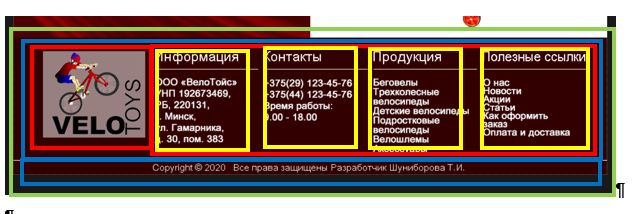 VELO TOYS
Информация
ООО «ВелоТойс»
УНП 192673469,
РБ, 220131,
г. Минск,
ул. Гамарника,
д. 30, пом. 383
Контакты
+375(29) 123-45-76
+375(44) 123-45-76
Время работы:
9.00 - 18.00
Продукция
Беговелы
Трехколесные
велосипеды
Детские велосипеды
Подростковые
велосипеды
Велошлемы
Аксессуары
Полезные ссылки
О нас
Новости
Акции
Статьи
Как оформить
заказ
Оплата и доставка
Copyright © 2020 Все права защищены Разработчик Шуниборова Т.И.
¶
¶